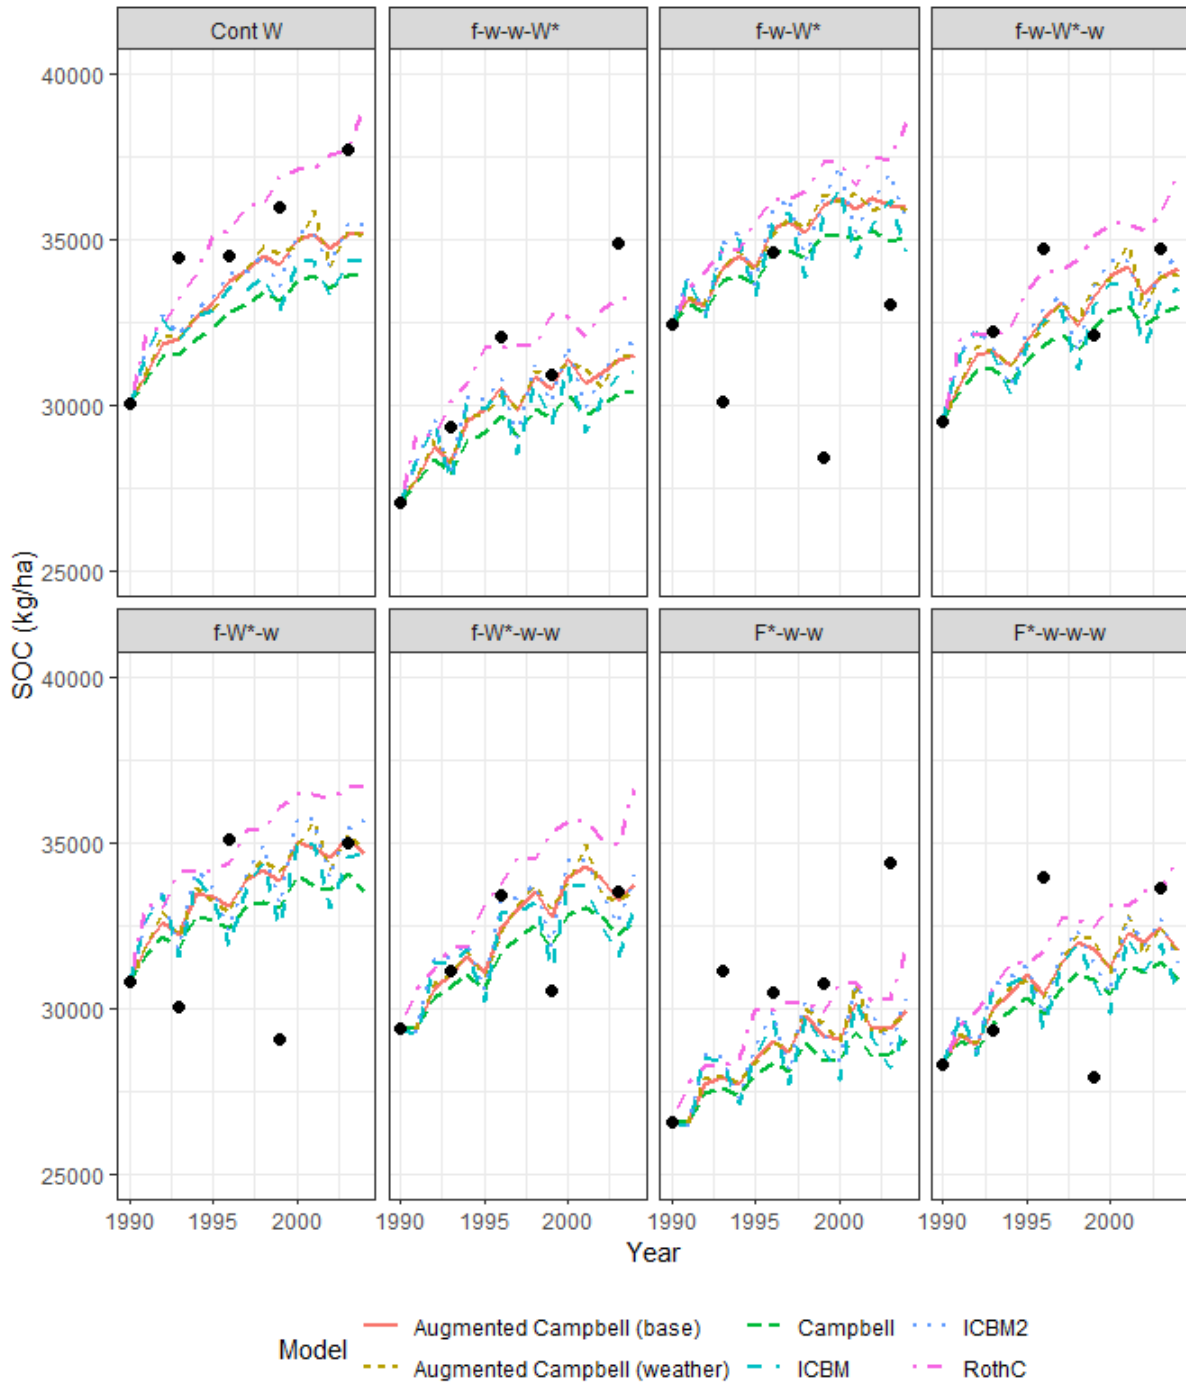 Cont W
f-w-w-W*
f-w-W*
f-w-W*-w
40000
35000
30000
25000
SOC (kg/ha)
f-W*-w
f-W*-w-w
F*-w-w
F*-w-w-w
40000
35000
30000
25000
1990 1995 2000
1990 1995 2000
1990 1995 2000
1990 1995 2000
Year
Model
Augmented Campbell (base)
Campbell
ICBM2
Augmented Campbell (weather)
ICBM
RothC